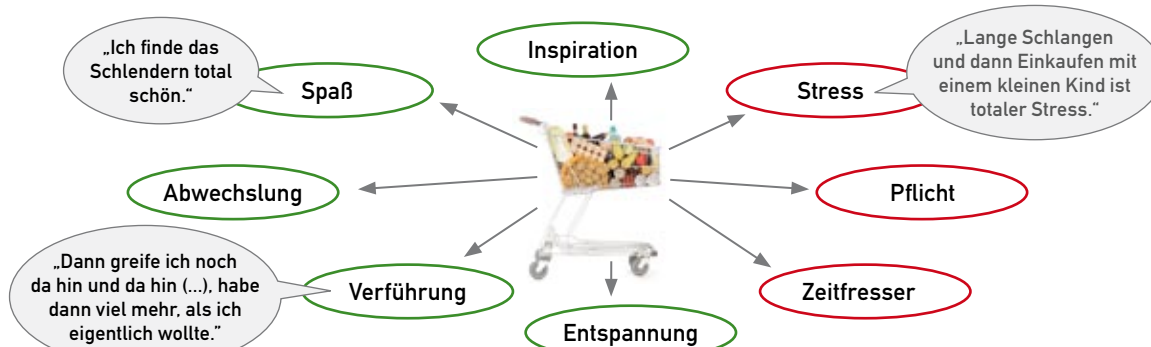 „Ich finde das
Schlendern total
schön.“
Spaß
Inspiration
Stress
„Lange Schlangen
und dann Einkaufen mit
einem kleinen Kind ist
totaler Stress.“
Abwechslung
Pflicht
„Dann greife ich noch
da hin und da hin (...), habe
dann viel mehr, als ich
eigentlich wollte.”
Verführung
Entspannung
Zeitfresser